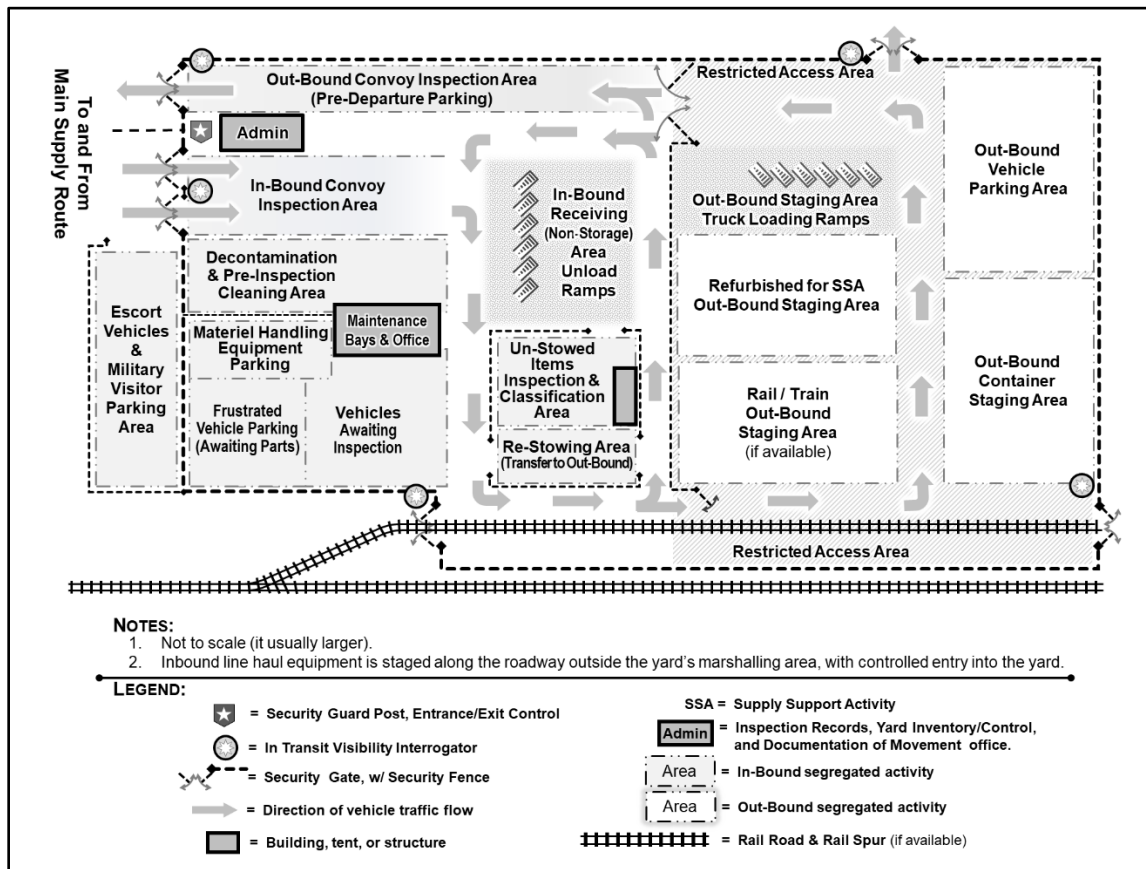 To and From
Main Supply Route
Out-Bound Convoy Inspection Area
(Pre-Departure Parking)
Restricted Access Area
Admin
In-Bound Convoy
Inspection Area
In-Bound
Receiving
(Non-Storage)
Area
Unload
Ramps
Out-Bound Staging Area
Truck Loading Ramps
Out-Bound
Vehicle
Parking Area
Decontamination
& Pre-Inspection
Cleaning Area
Maintenance
Bays & Office
Materiel Handling
Equipment
Parking
Escort
Vehicles
&
Military
Visitor
Parking
Area
Frustrated
Vehicle Parking
(Awaiting Parts)
Vehicles
Awaiting
Inspection
Un-Stowed
Items
Inspection &
Classification
Area
Re-Stowing Area
(Transfer to Out-Bound)
Refurbished for SSA
Out-Bound Staging Area
Rail / Train
Out-Bound
Staging Area
(if available)
Out-Bound
Container
Staging Area
Restricted Access Area
NOTES:
1. Not to scale (it usually larger).
2. Inbound line haul equipment is staged along the roadway outside the yard's marshalling area, with controlled entry into the yard.
LEGEND:
= Security Guard Post, Entrance/Exit Control
= In Transit Visibility Interrogator
= Security Gate, w/ Security Fence
= Direction of vehicle traffic flow
= Building, tent, or structure
SSA = Supply Support Activity
Admin = Inspection Records, Yard Inventory/Control,
and Documentation of Movement office.
Area = In-Bound segregated activity
Area = Out-Bound segregated activity
= Rail Road & Rail Spur (if available)